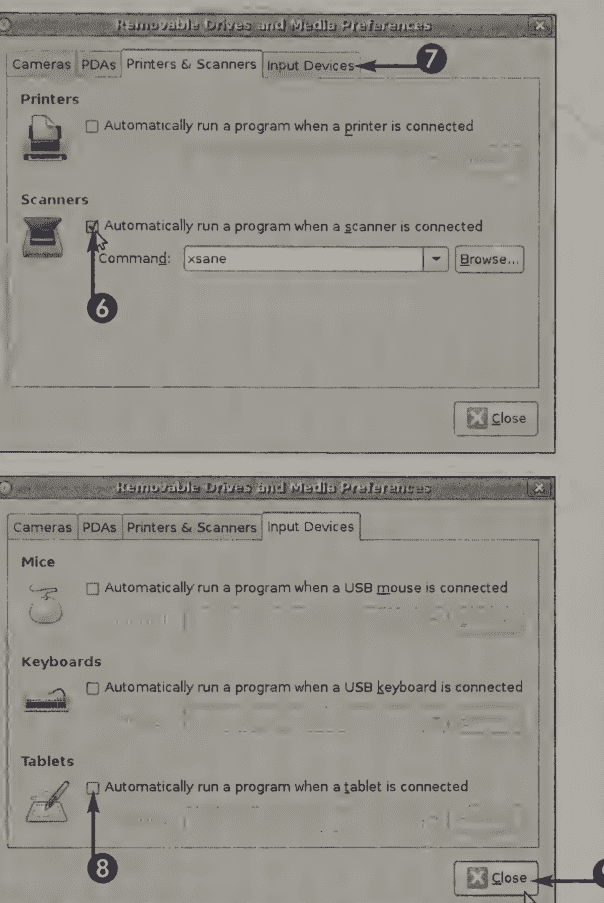 Removable Drives and Media Preferences
Cameras PDAs Printers & Scanners Input Devices
7
Printers
Automatically run a program when a printer is connected
Scanners
Automatically run a program when a scanner is connected
Command: xsane Browse...
6
Close
Removable Drives and Media Preferences
Cameras PDAs Printers & Scanners Input Devices
Mice
Automatically run a program when a USB mouse is connected
Keyboards
Automatically run a program when a USB keyboard is connected
Tablets
Automatically run a program when a tablet is connected
8
Close